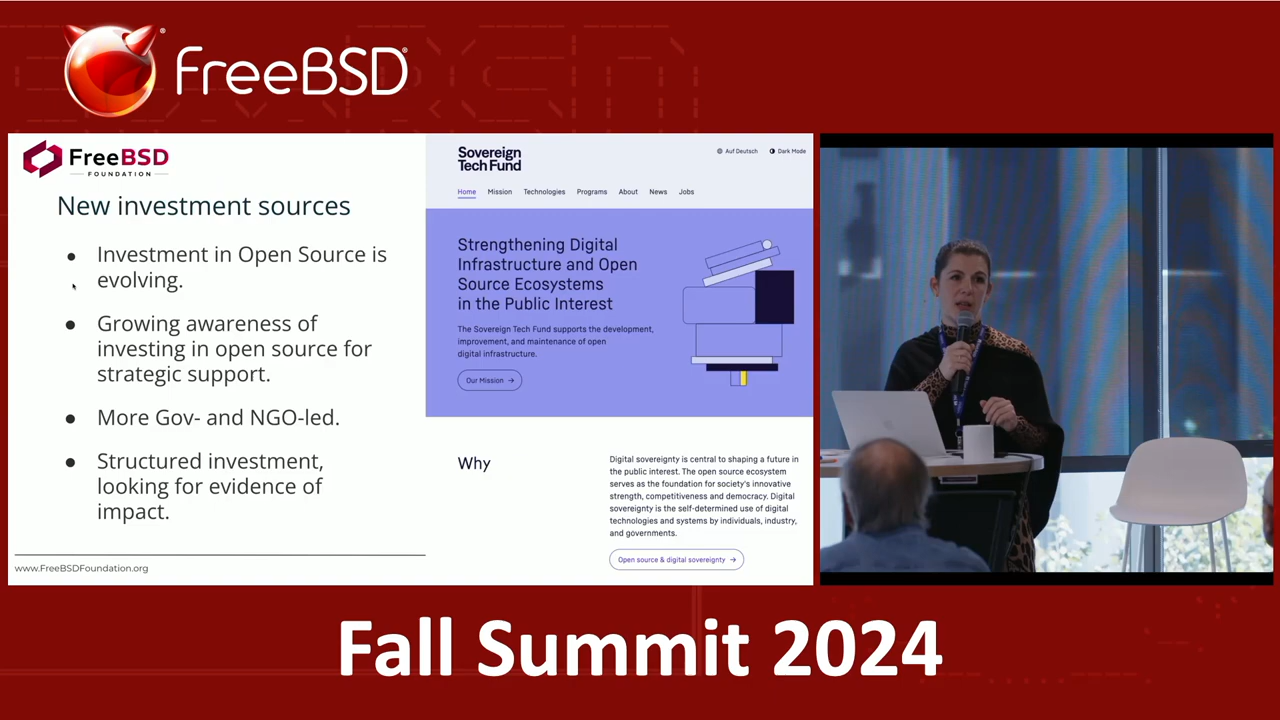 FreeBSD®
FreeBSD
FOUNDATION
New investment sources
● Investment in Open Source is
evolving.
● Growing awareness of
investing in open source for
strategic support.
● More Gov- and NGO-led.
● Structured investment,
looking for evidence of
impact.
www.FreeBSDFoundation.org
Sovereign
Tech Fund
Auf Deutsch
Dark Mode
Home Mission Technologies Programs About News Jobs
Strengthening Digital
Infrastructure and Open
Source Ecosystems
in the Public Interest
The Sovereign Tech Fund supports the development,
improvement, and maintenance of open
digital infrastructure.
Our Mission →
Why
Digital sovereignty is central to shaping a future in
the public interest. The open source ecosystem
serves as the foundation for society's innovative
strength, competitiveness and democracy. Digital
sovereignty is the self-determined use of digital
technologies and systems by individuals, industry,
and governments.
Open source & digital sovereignty →
Fall Summit 2024